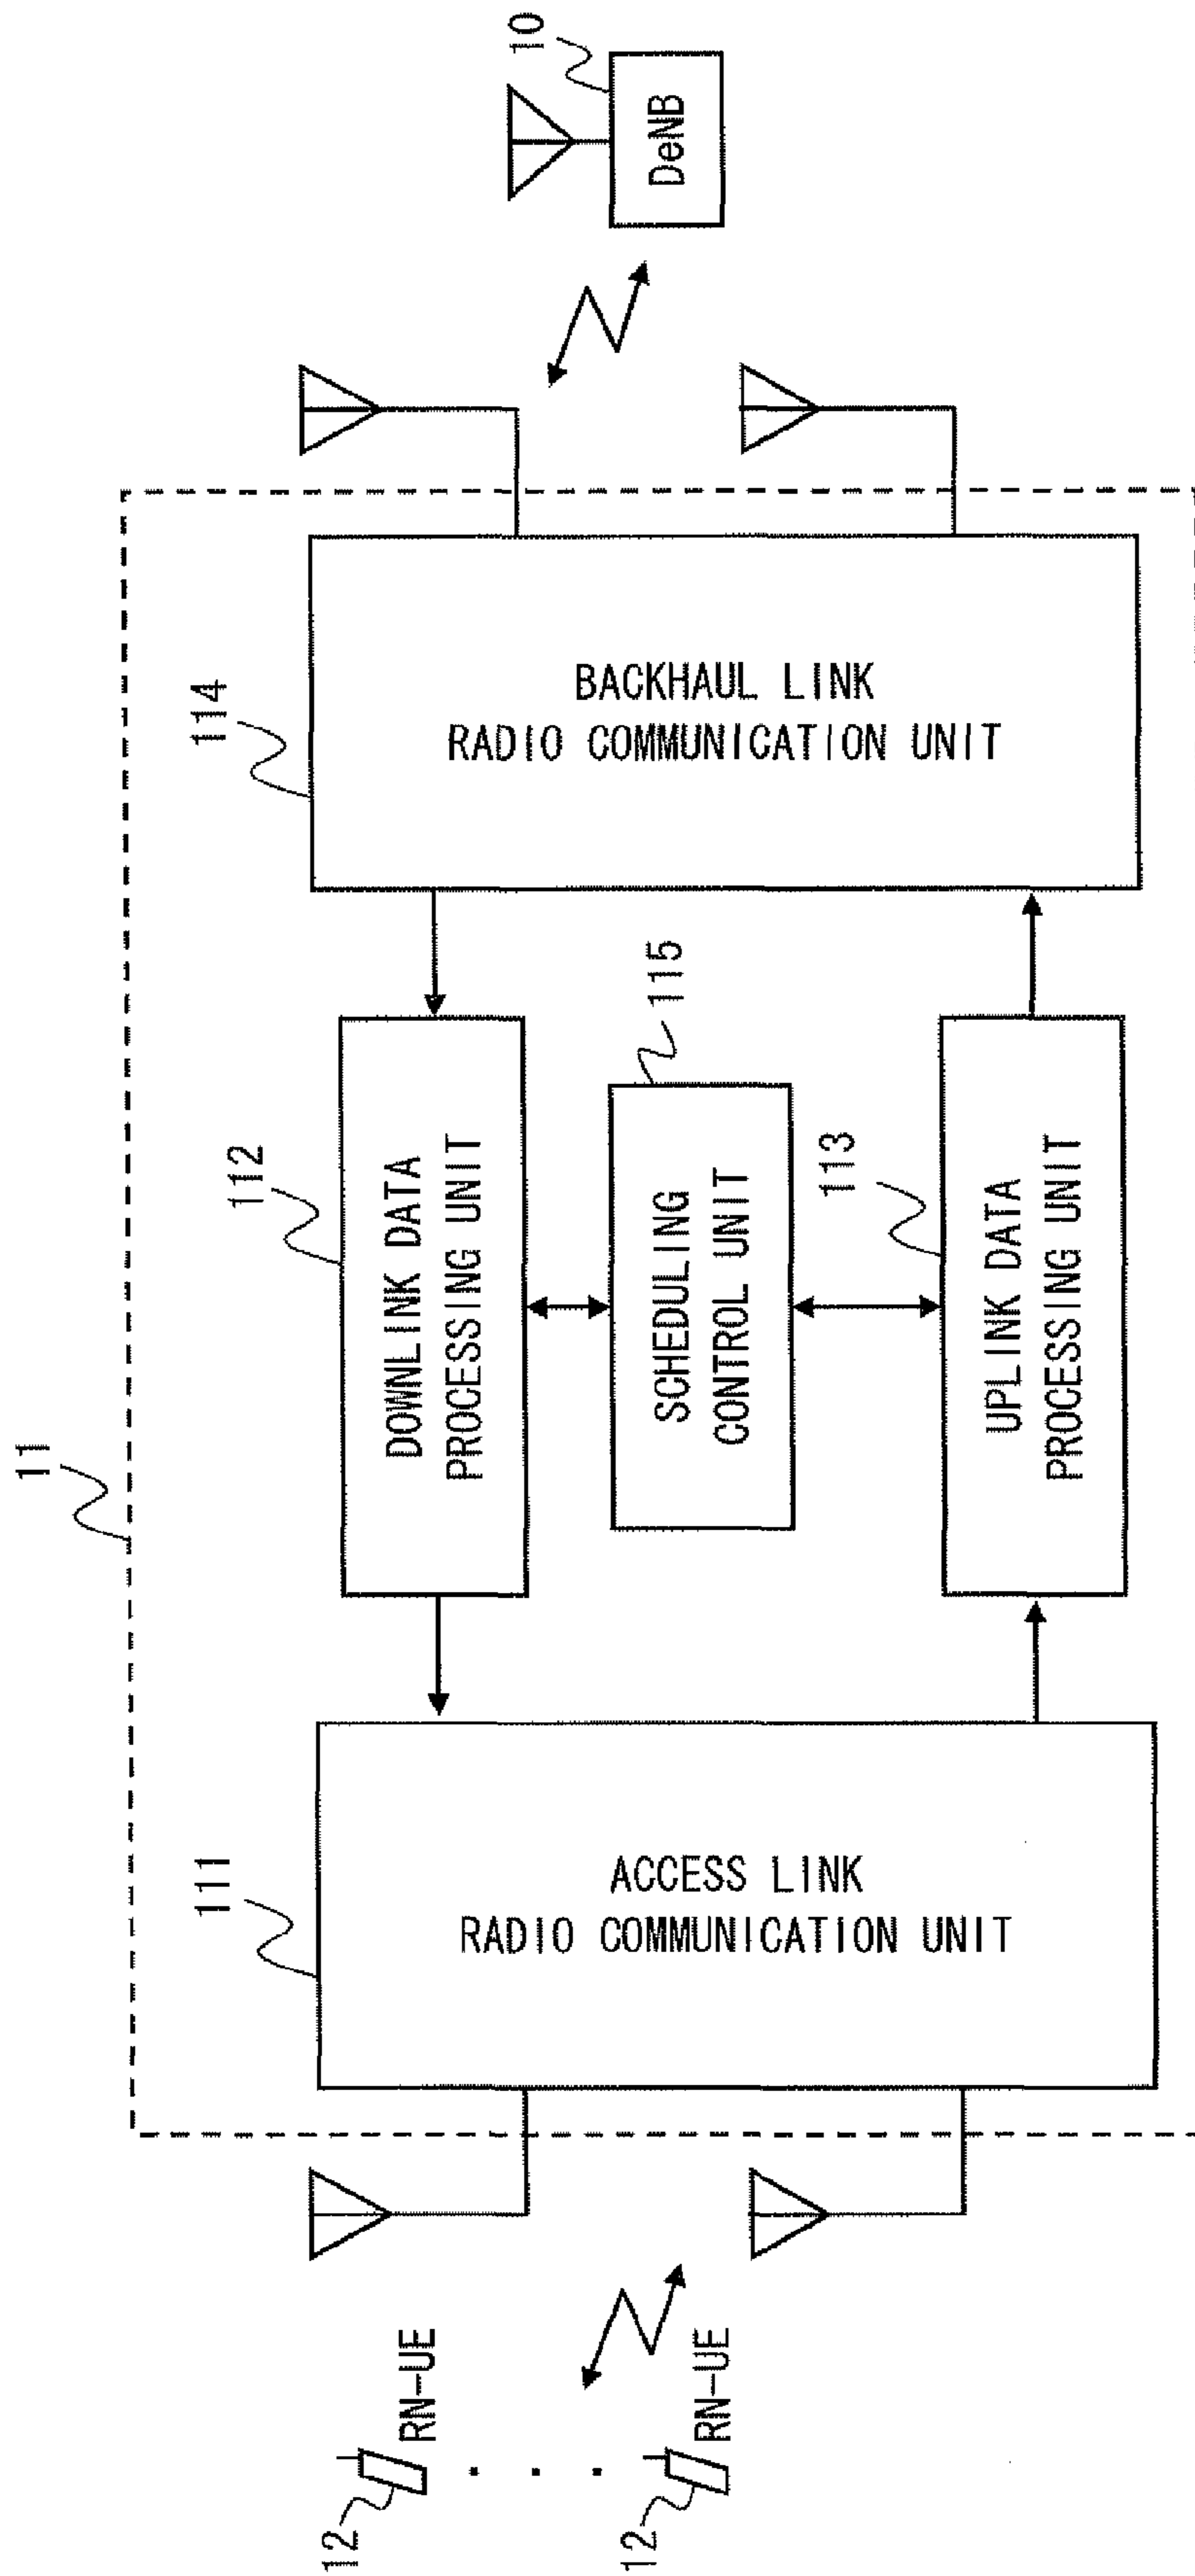 11
12
RN-UE
12
RN-UE
111
ACCESS LINK
RADIO COMMUNICATION UNIT
112
DOWNLINK DATA
PROCESSING UNIT
115
SCHEDULING
CONTROL UNIT
113
UPLINK DATA
PROCESSING UNIT
114
BACKHAUL LINK
RADIO COMMUNICATION UNIT
10
DeNB